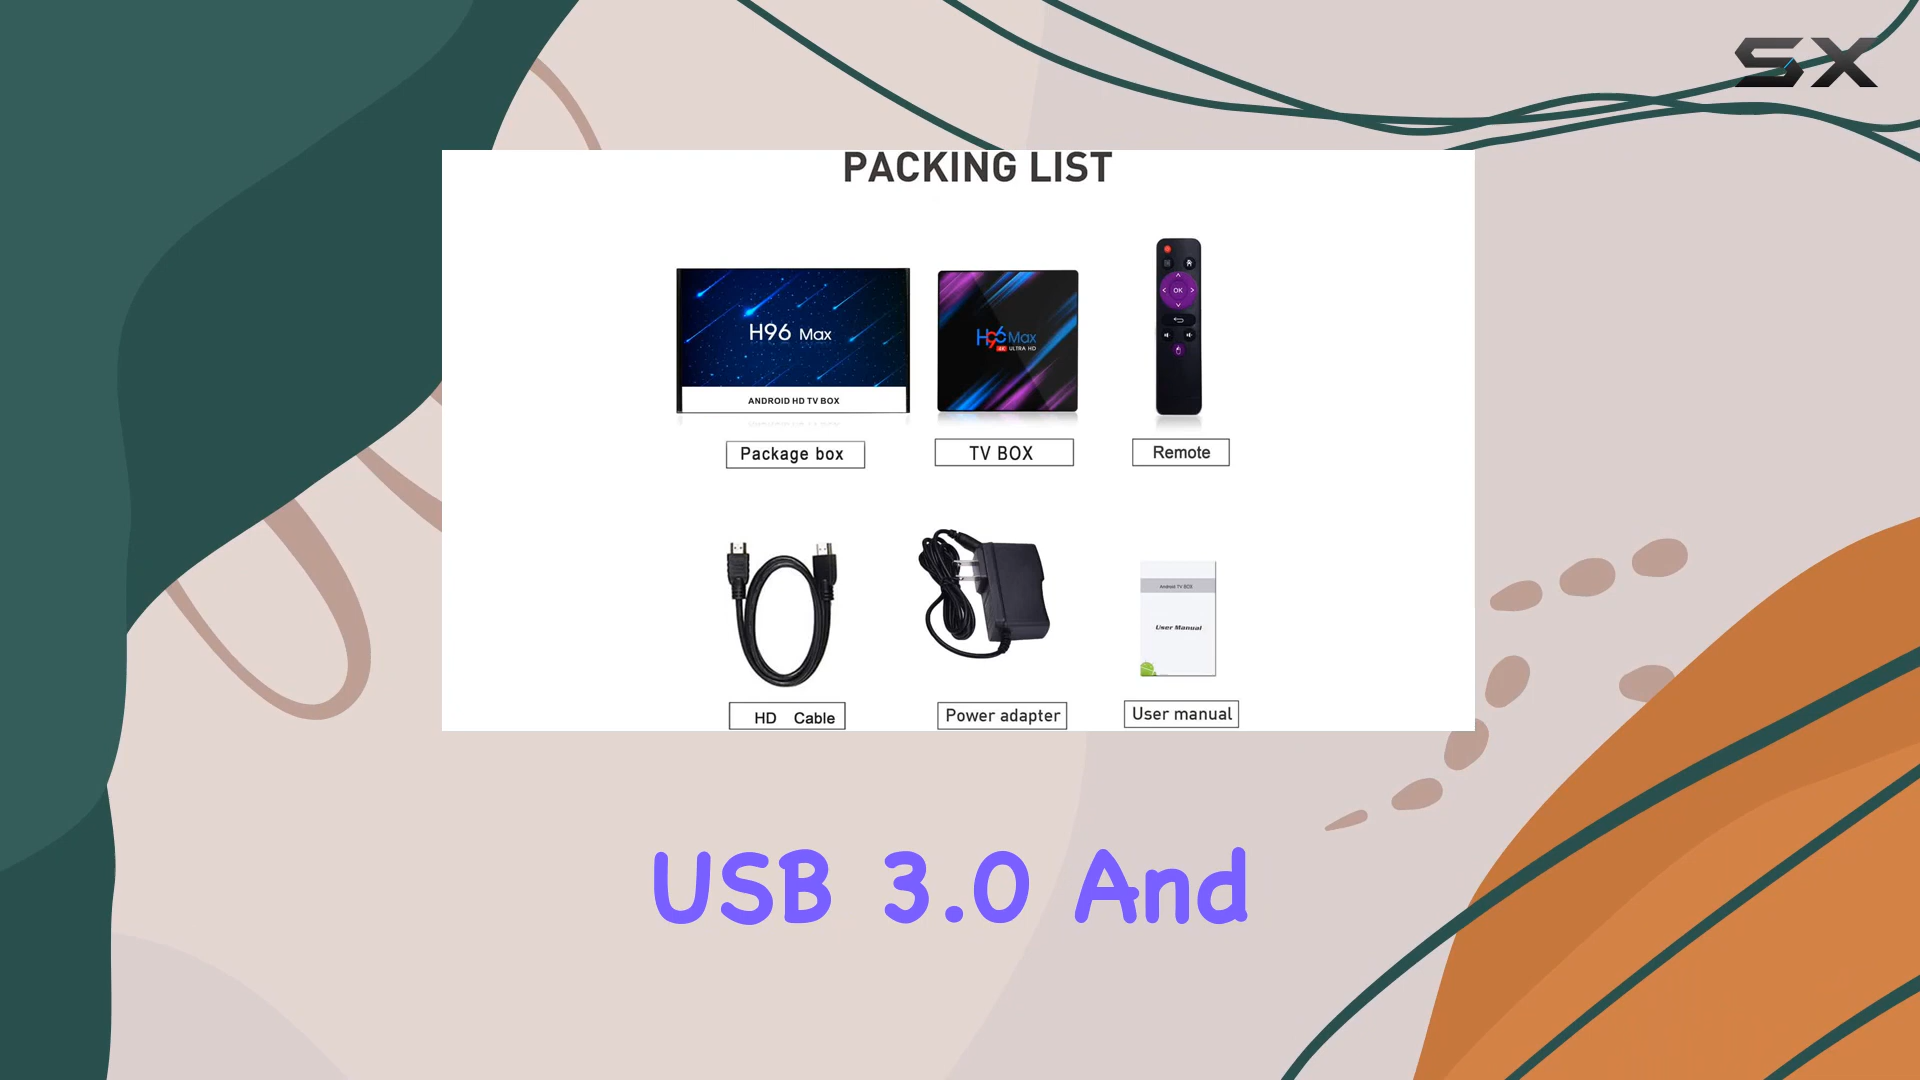 SX
PACKING LIST
H96 Max
ANDROID HD TV BOX
H96 Max
4K ULTRA HD
OK
Package box
TV BOX
Remote
Android TV BOX
User Manual
HD Cable
Power adapter
User manual
USB 3.0 And